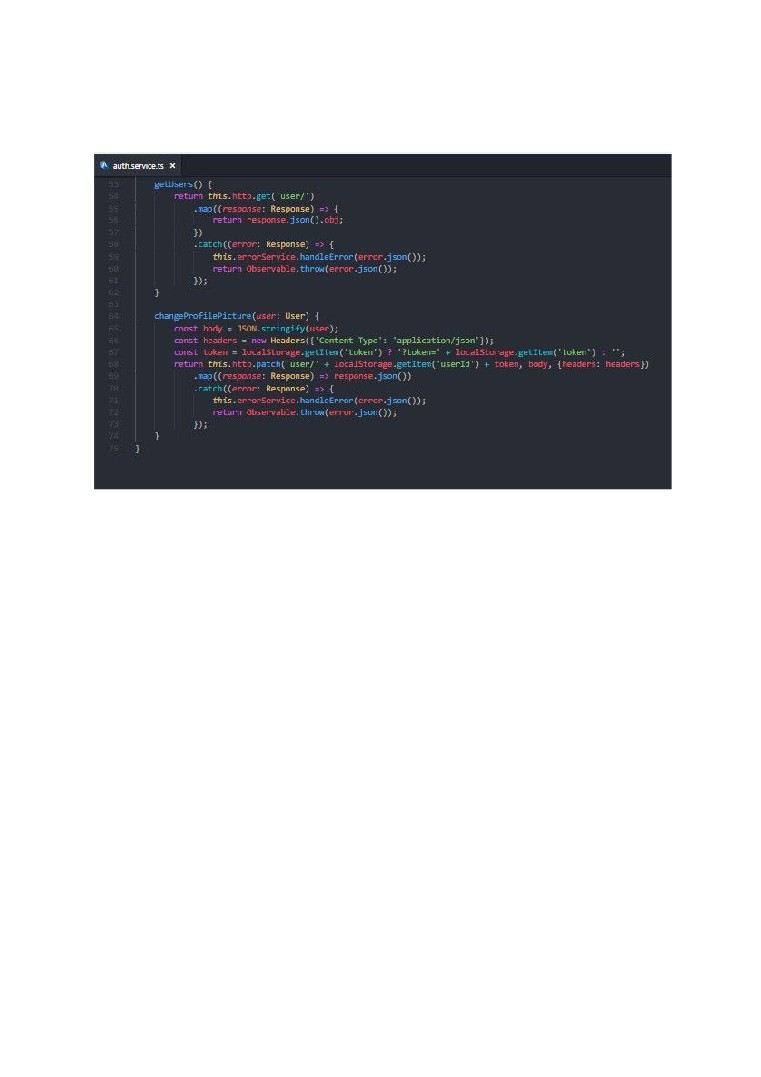 auth.service.ts ×
53 getUsers() {
54 return this.http.get('user/')
55 .map((response: Response) => {
56 return response.json().obj;
57 })
58 .catch((error: Response) => {
59 this.errorService.handleError(error.json());
60 return Observable.throw(error.json());
61 });
62 }
63
64 changeProfilePicture(user: User) {
65 const body = JSON.stringify(user);
66 const headers = new Headers({'Content-Type': 'application/json'});
67 const token = localStorage.getItem('token') ? '?token=' + localStorage.getItem('token') : '';
68 return this.http.patch('user/' + localStorage.getItem('userId') + token, body, {headers: headers})
69 .map((response: Response) => response.json())
70 .catch((error: Response) => {
71 this.errorService.handleError(error.json());
72 return Observable.throw(error.json());
73 });
74 }
75 }